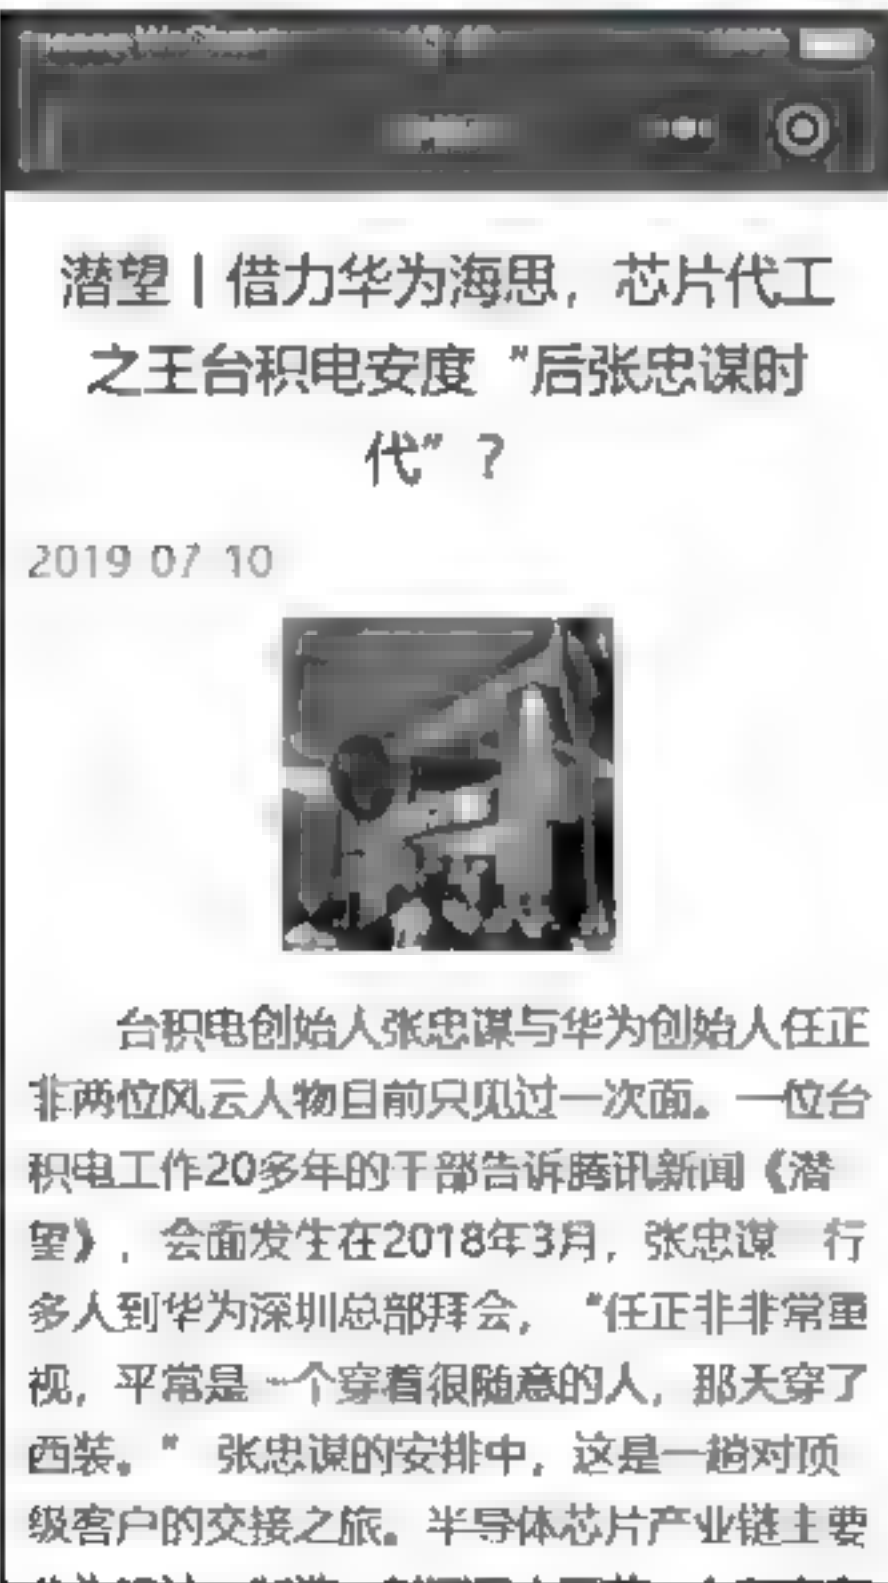 潜望丨借力华为海思，芯片代工
之王台积电安度“后张忠谋时
代”？
2019 07 10
台积电创始人张忠谋与华为创始人任正
非两位风云人物目前只见过一次面。一位台
积电工作20多年的干部告诉腾讯新闻《潜
望》，会面发生在2018年3月，张忠谋一行
多人到华为深圳总部拜会，“任正非非常重
视，平常是一个穿着很随意的人，那天穿了
西装。”张忠谋的安排中，这是一趟对顶
级客户的交接之旅。半导体芯片产业链主要